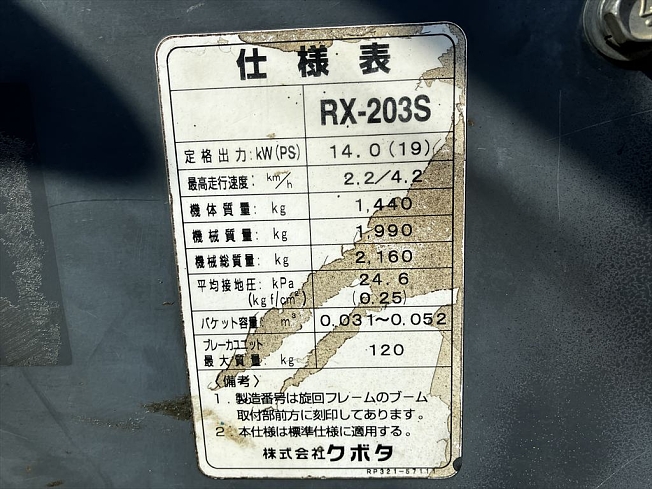 仕様表
RX-203S
定格出力:kW(PS) 14.0(19)
最高走行速度: km/h 2.2/4.2
機体質量: kg 1,440
機械質量: kg 1,990
機械総質量: kg 2,160
平均接地圧: kPa 24.6
(kgf/cm²) (0.25)
バケット容量: m³ 0.031~0.052
ブレーカユニット
最大質量: kg 120
〈備考〉
1.製造番号は旋回フレームのブーム
取付部前方に刻印してあります。
2.本仕様は標準仕様に適用する。
株式会社クボタ
RP321-57111